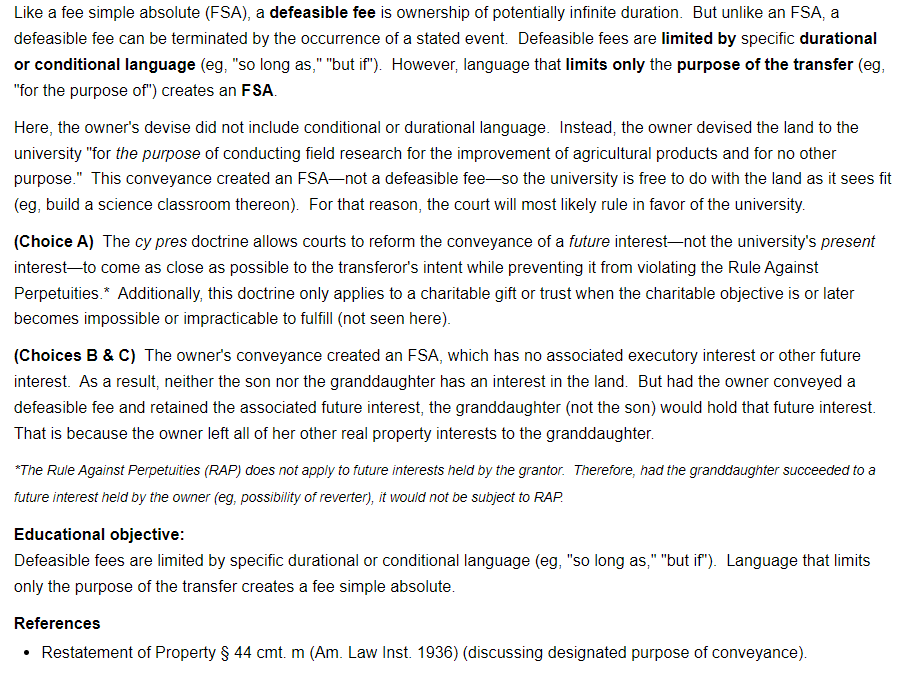 Like a fee simple absolute (FSA), a defeasible fee is ownership of potentially infinite duration. But unlike an FSA, a
defeasible fee can be terminated by the occurrence of a stated event. Defeasible fees are limited by specific durational
or conditional language (eg, "so long as," "but if"). However, language that limits only the purpose of the transfer (eg,
"for the purpose of") creates an FSA.
Here, the owner's devise did not include conditional or durational language. Instead, the owner devised the land to the
university "for the purpose of conducting field research for the improvement of agricultural products and for no other
purpose." This conveyance created an FSA—not a defeasible fee—so the university is free to do with the land as it sees fit
(eg, build a science classroom thereon). For that reason, the court will most likely rule in favor of the university.
(Choice A) The cy pres doctrine allows courts to reform the conveyance of a future interest—not the university's present
interest—to come as close as possible to the transferor's intent while preventing it from violating the Rule Against
Perpetuities.* Additionally, this doctrine only applies to a charitable gift or trust when the charitable objective is or later
becomes impossible or impracticable to fulfill (not seen here).
(Choices B & C) The owner's conveyance created an FSA, which has no associated executory interest or other future
interest. As a result, neither the son nor the granddaughter has an interest in the land. But had the owner conveyed a
defeasible fee and retained the associated future interest, the granddaughter (not the son) would hold that future interest.
That is because the owner left all of her other real property interests to the granddaughter.
*The Rule Against Perpetuities (RAP) does not apply to future interests held by the grantor. Therefore, had the granddaughter succeeded to a
future interest held by the owner (eg, possibility of reverter), it would not be subject to RAP.
Educational objective:
Defeasible fees are limited by specific durational or conditional language (eg, "so long as," "but if"). Language that limits
only the purpose of the transfer creates a fee simple absolute.
References
• Restatement of Property § 44 cmt. m (Am. Law Inst. 1936) (discussing designated purpose of conveyance).